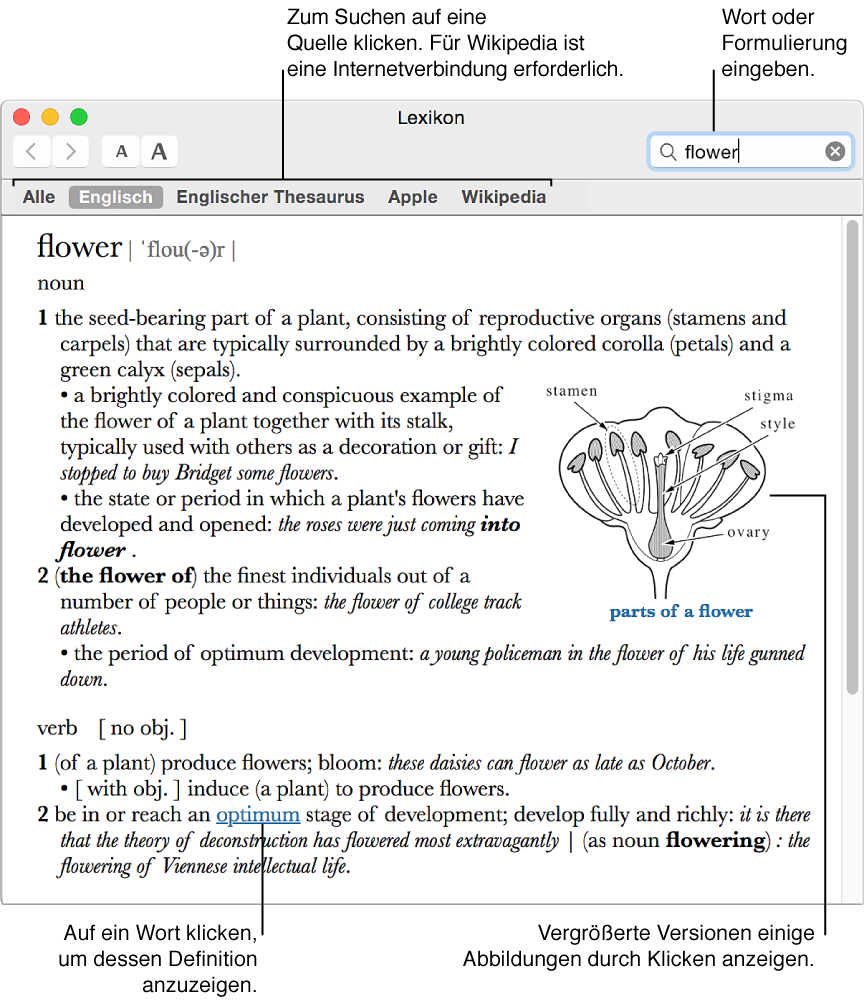 Zum Suchen auf eine
Quelle klicken. Für Wikipedia ist
eine Internetverbindung erforderlich.
Wort oder
Formulierung
eingeben.
Lexikon
A A
flower
Alle Englisch Englischer Thesaurus Apple Wikipedia
flower | ˈflou(-ə)r |
noun
1 the seed-bearing part of a plant, consisting of reproductive organs (stamens and
carpels) that are typically surrounded by a brightly colored corolla (petals) and a
green calyx (sepals).
• a brightly colored and conspicuous example of
the flower of a plant together with its stalk,
typically used with others as a decoration or gift: I
stopped to buy Bridget some flowers.
• the state or period in which a plant's flowers have
developed and opened: the roses were just coming into
flower .
2 (the flower of) the finest individuals out of a
number of people or things: the flower of college track
athletes.
stamen
stigma
style
ovary
parts of a flower
• the period of optimum development: a young policeman in the flower of his life gunned
down.
verb [ no obj. ]
1 (of a plant) produce flowers; bloom: these daisies can flower as late as October.
• [ with obj. ] induce (a plant) to produce flowers.
2 be in or reach an optimum stage of development; develop fully and richly: it is there
that the theory of deconstruction has flowered most extravagantly | (as noun flowering) : the
flowering of Viennese intellectual life.
Auf ein Wort klicken,
um dessen Definition
anzuzeigen.
Vergrößerte Versionen einige
Abbildungen durch Klicken anzeigen.